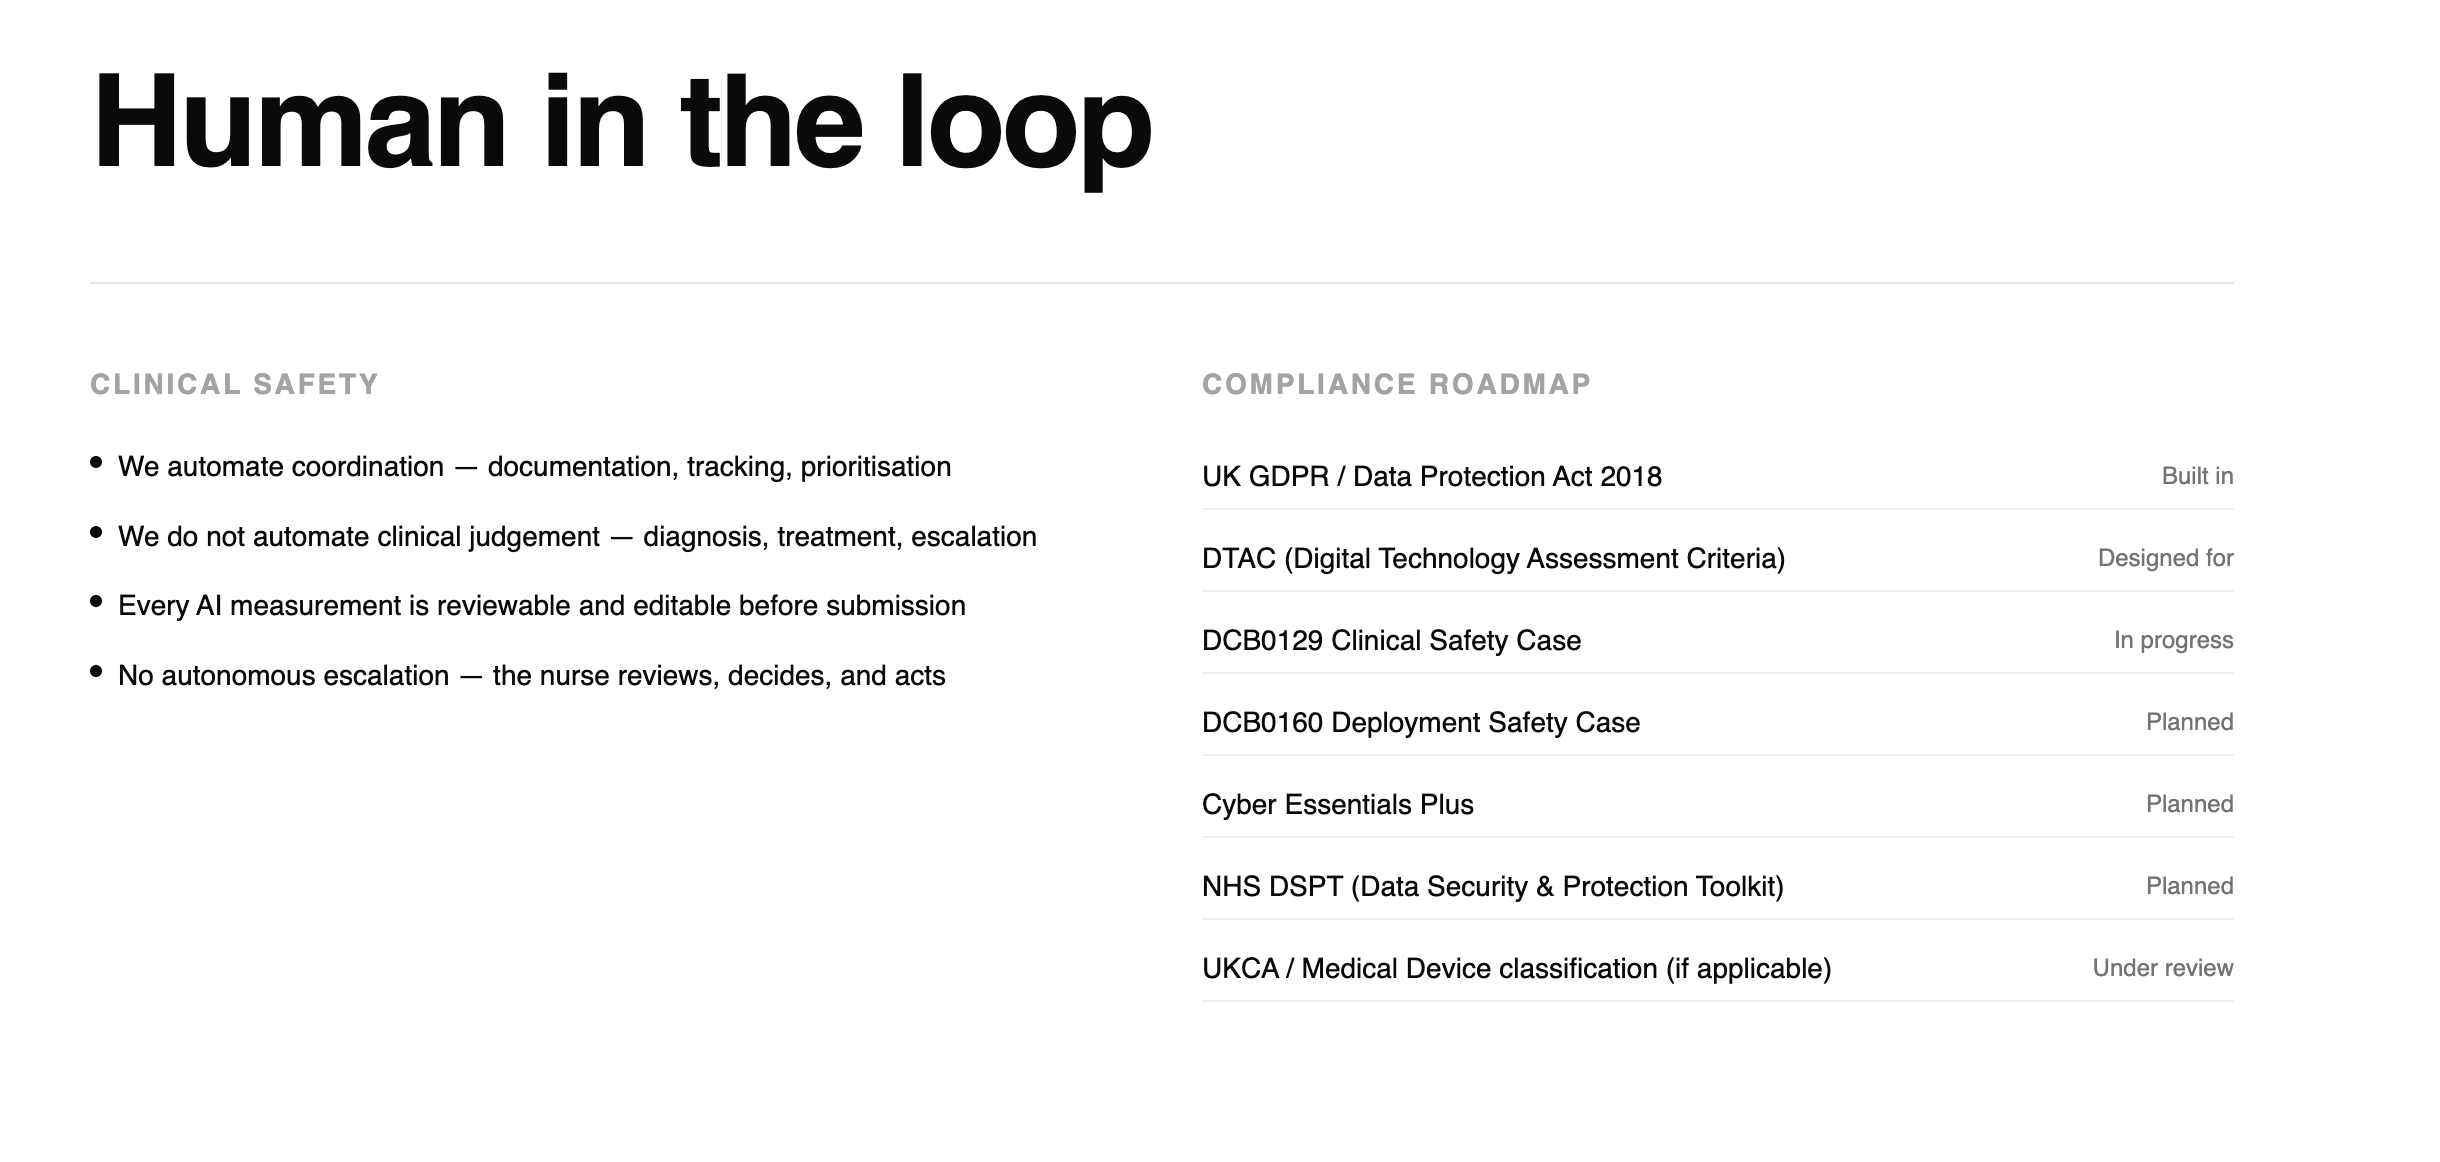 Human in the loop
CLINICAL SAFETY
• We automate coordination — documentation, tracking, prioritisation
• We do not automate clinical judgement — diagnosis, treatment, escalation
• Every AI measurement is reviewable and editable before submission
• No autonomous escalation — the nurse reviews, decides, and acts
COMPLIANCE ROADMAP
UK GDPR / Data Protection Act 2018 Built in
DTAC (Digital Technology Assessment Criteria) Designed for
DCB0129 Clinical Safety Case In progress
DCB0160 Deployment Safety Case Planned
Cyber Essentials Plus Planned
NHS DSPT (Data Security & Protection Toolkit) Planned
UKCA / Medical Device classification (if applicable) Under review